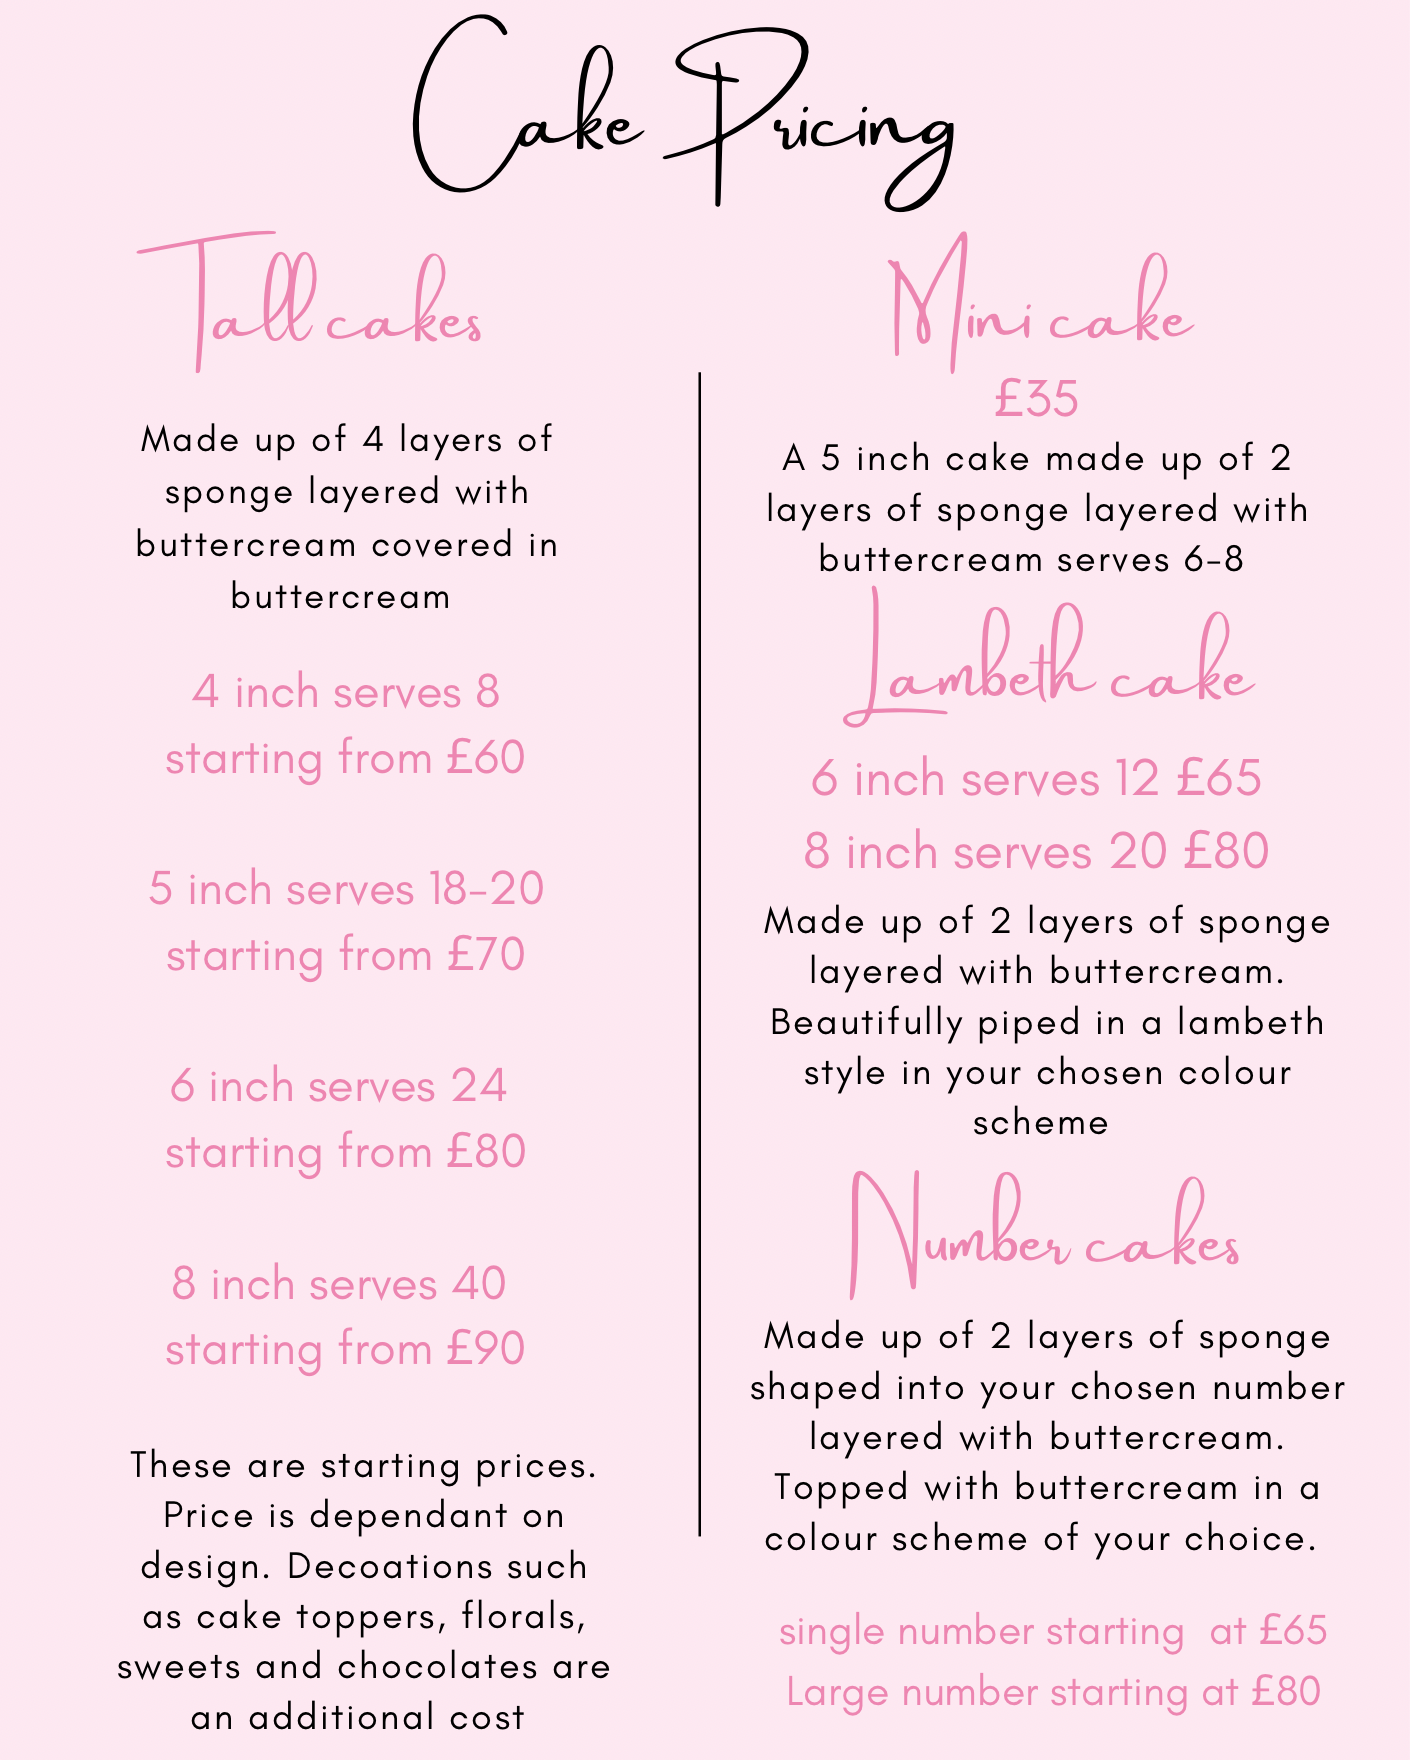 Cake Pricing
Tall cakes
Made up of 4 layers of
sponge layered with
buttercream covered in
buttercream
4 inch serves 8
starting from £60
5 inch serves 18-20
starting from £70
6 inch serves 24
starting from £80
8 inch serves 40
starting from £90
These are starting prices.
Price is dependant on
design. Decoations such
as cake toppers, florals,
sweets and chocolates are
an additional cost
Mini cake
£35
A 5 inch cake made up of 2
layers of sponge layered with
buttercream serves 6-8
Lambeth cake
6 inch serves 12 £65
8 inch serves 20 £80
Made up of 2 layers of sponge
layered with buttercream.
Beautifully piped in a lambeth
style in your chosen colour
scheme
Number cakes
Made up of 2 layers of sponge
shaped into your chosen number
layered with buttercream.
Topped with buttercream in a
colour scheme of your choice.
single number starting  at £65
Large number starting at £80